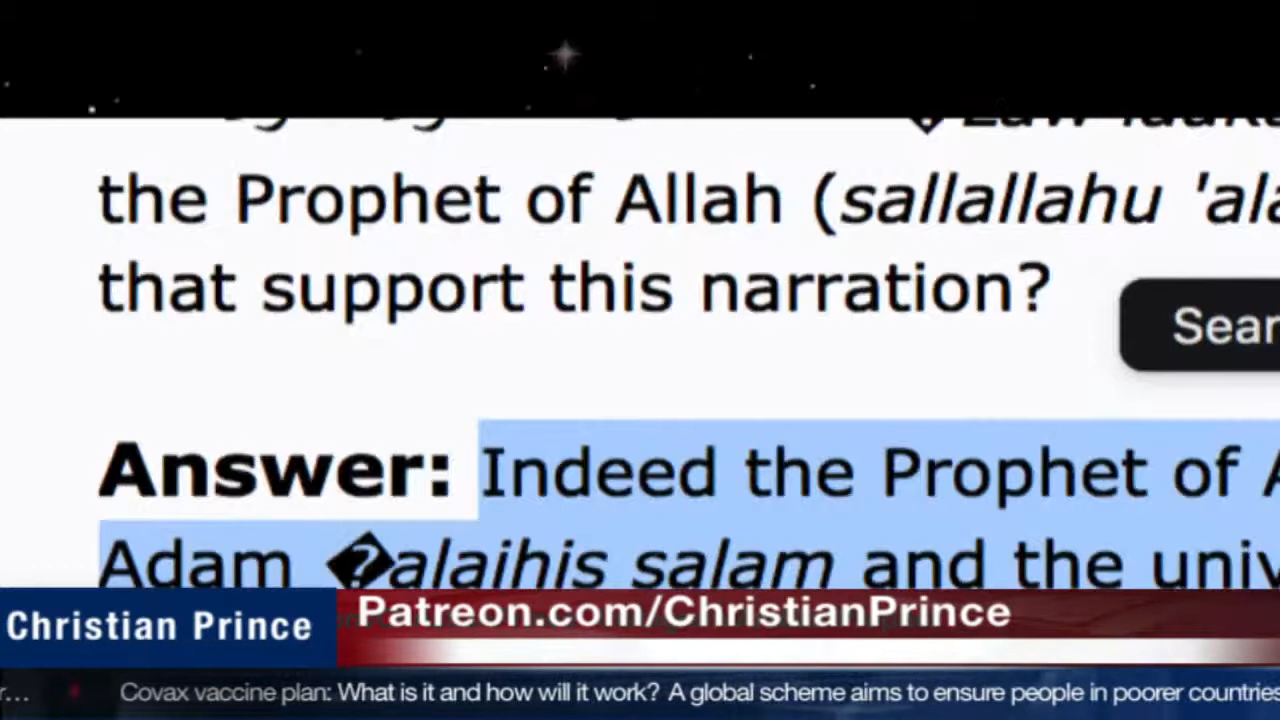 the Prophet of Allah (sallallahu 'ala
that support this narration?
Sear
Answer: Indeed the Prophet of A
Adam �alaihis salam and the univ
Christian Prince
Patreon.com/ChristianPrince
r... Covax vaccine plan: What is it and how will it work? A global scheme aims to ensure people in poorer countries